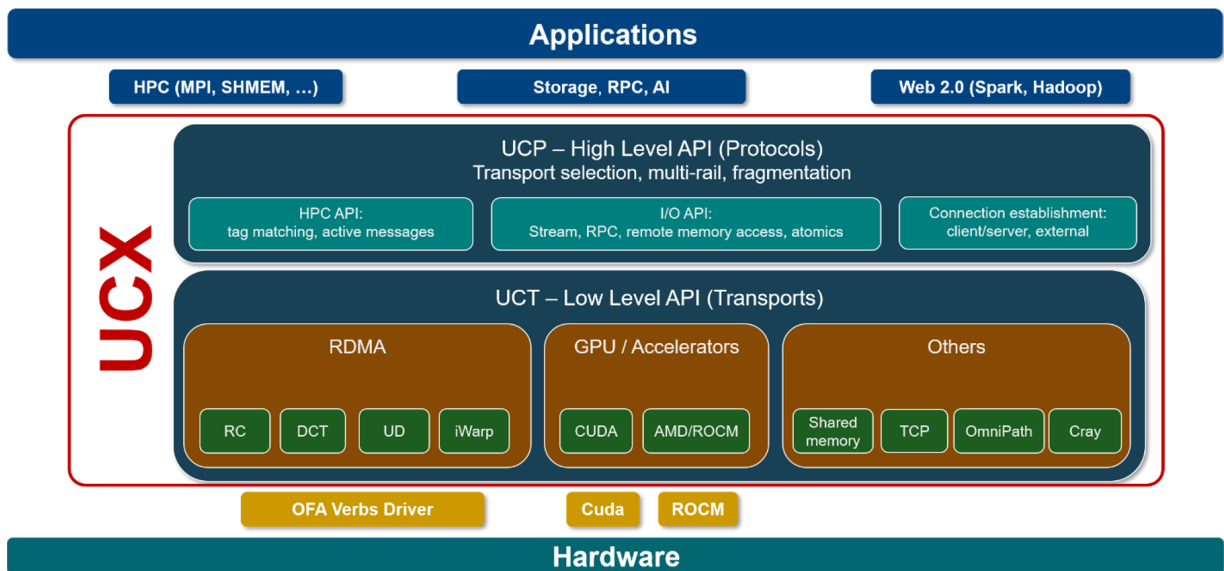 Applications
HPC (MPI, SHMEM, …)
Storage, RPC, AI
Web 2.0 (Spark, Hadoop)
UCX
UCP – High Level API (Protocols)
Transport selection, multi-rail, fragmentation
HPC API:
tag matching, active messages
I/O API:
Stream, RPC, remote memory access, atomics
Connection establishment:
client/server, external
UCT – Low Level API (Transports)
RDMA
RC
DCT
UD
iWarp
GPU / Accelerators
CUDA
AMD/ROCM
Others
Shared
memory
TCP
OmniPath
Cray
OFA Verbs Driver
Cuda
ROCM
Hardware